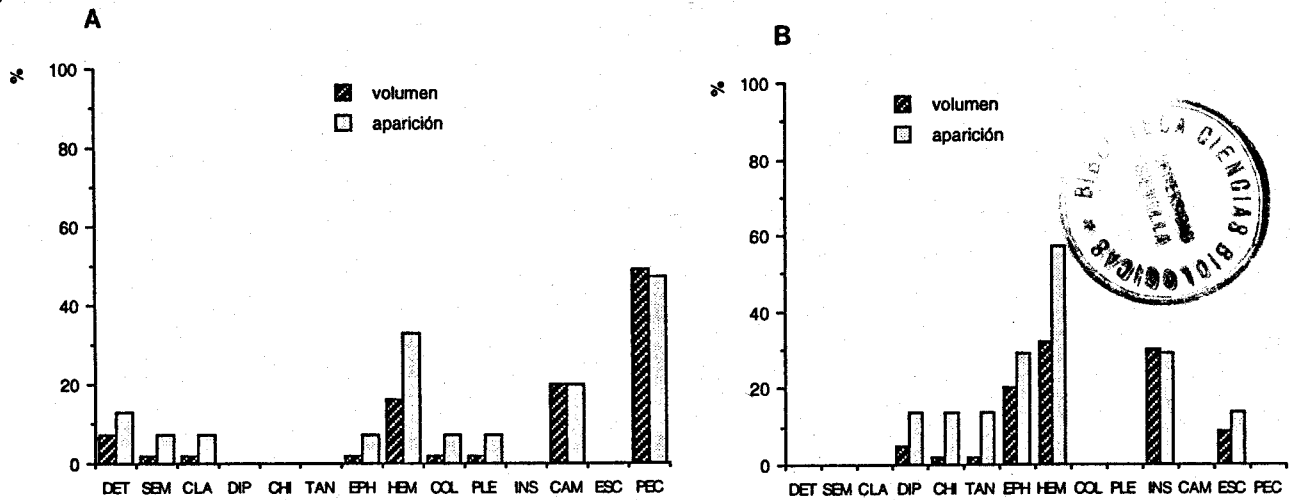 A
%
100
80
60
40
20
0
volumen
aparición
DET SEM CLA DIP CHI TAN EPH HEM COL PLE INS CAM ESC PEC
B
%
100
80
60
40
20
0
volumen
aparición
DET SEM CLA DIP CHI TAN EPH HEM COL PLE INS CAM ESC PEC
CIENCIAS BIOLOGICAS